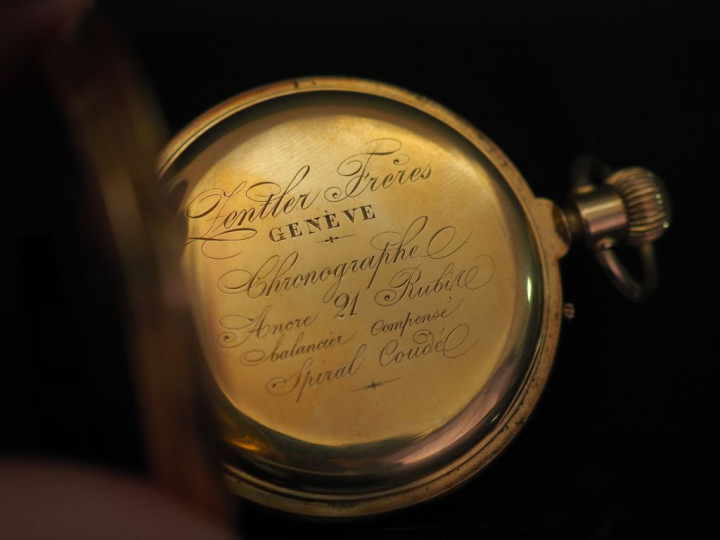 Zentler Frères
GENÈVE
Chronographe
Ancre 21 Rubis
Balancier Compensé
Spiral Coudé